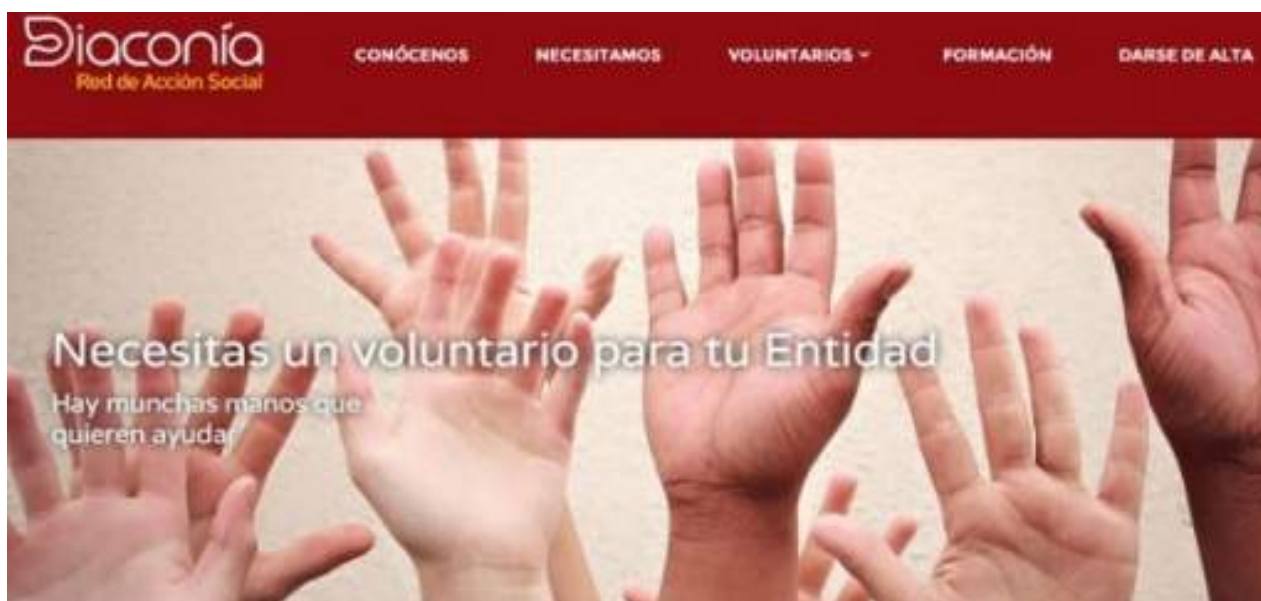 Diaconía
Red de Acción Social
CONÓCENOS NECESITAMOS VOLUNTARIOS FORMACIÓN DARSE DE ALTA
Necesitas un voluntario para tu Entidad
Hay munchas manos que
quieren ayudar